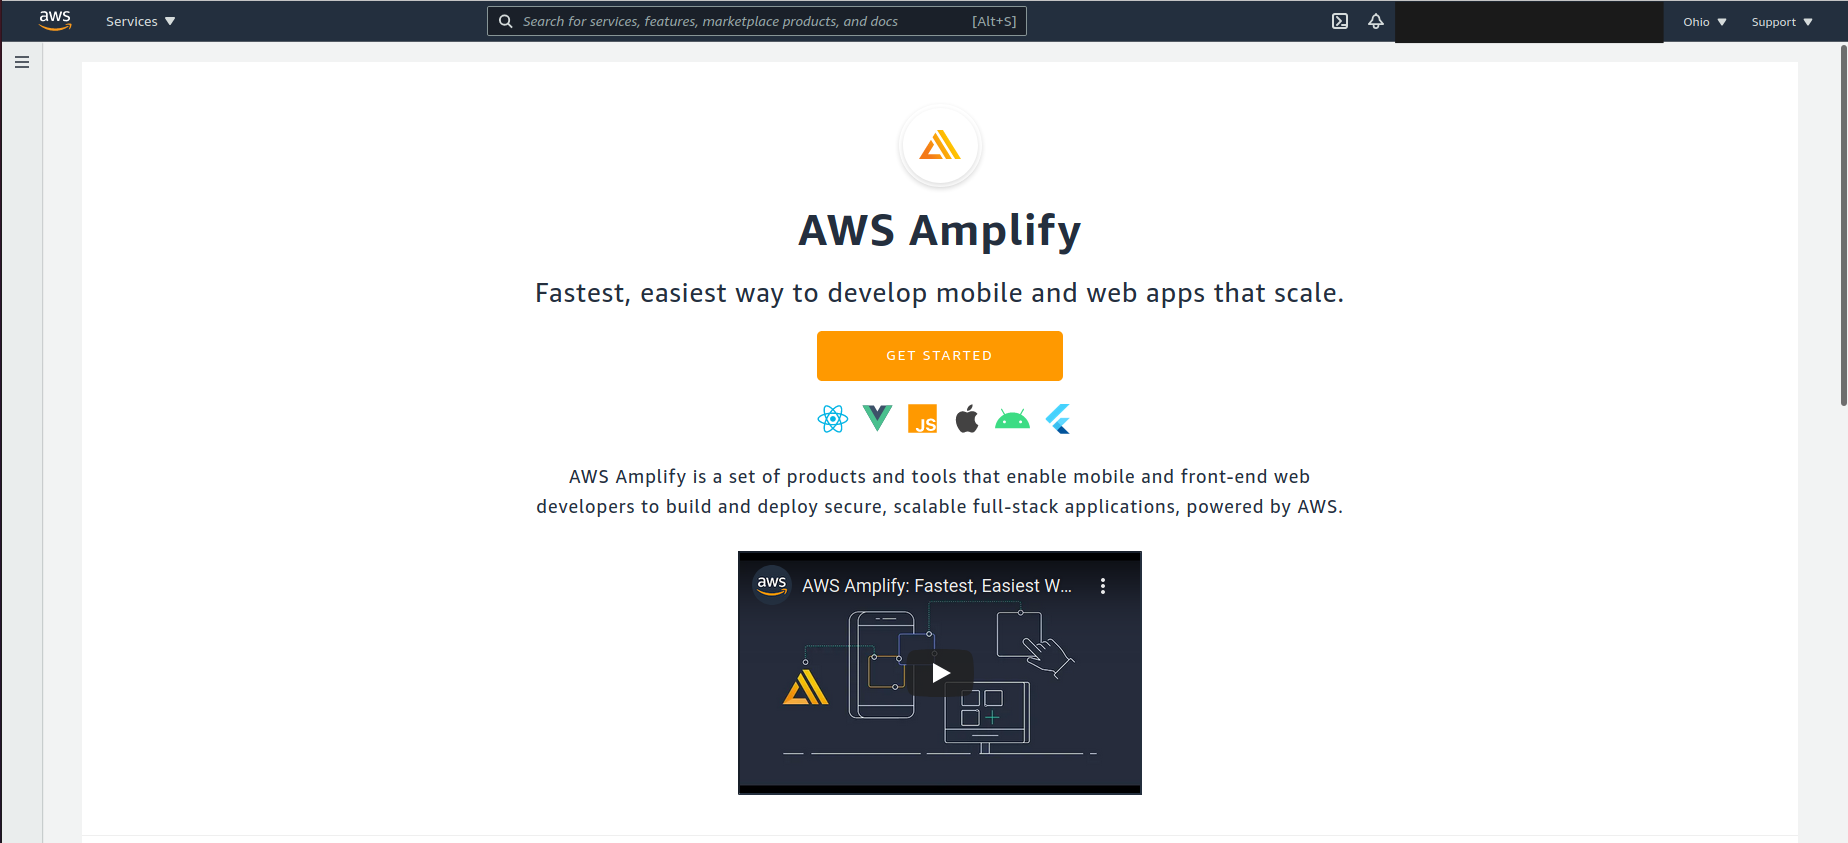 aws Services Search for services, features, marketplace products, and docs [Alt+S] Ohio Support
AWS Amplify
Fastest, easiest way to develop mobile and web apps that scale.
GET STARTED
JS
AWS Amplify is a set of products and tools that enable mobile and front-end web
developers to build and deploy secure, scalable full-stack applications, powered by AWS.
aws AWS Amplify: Fastest, Easiest W...